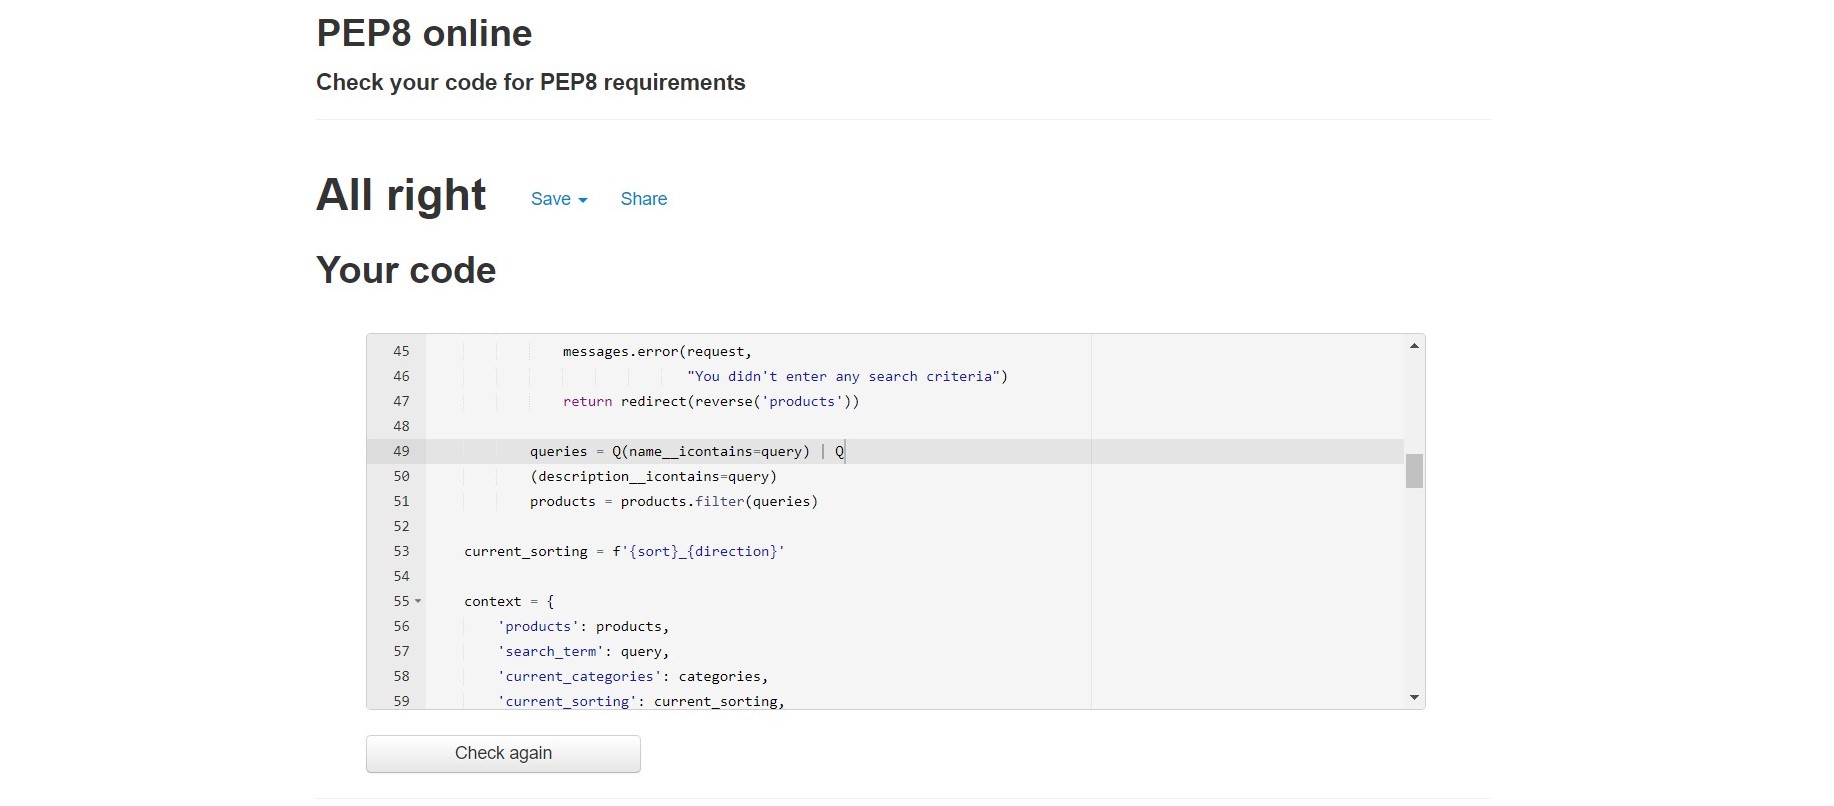 PEP8 online
Check your code for PEP8 requirements
All right Save Share
Your code
45 messages.error(request,
46 "You didn't enter any search criteria")
47 return redirect(reverse('products'))
48
49 queries = Q(name__icontains=query) | Q
50 (description__icontains=query)
51 products = products.filter(queries)
52
53 current_sorting = f'{sort}_{direction}'
54
55 context = {
56 'products': products,
57 'search_term': query,
58 'current_categories': categories,
59 'current_sorting': current_sorting,
Check again